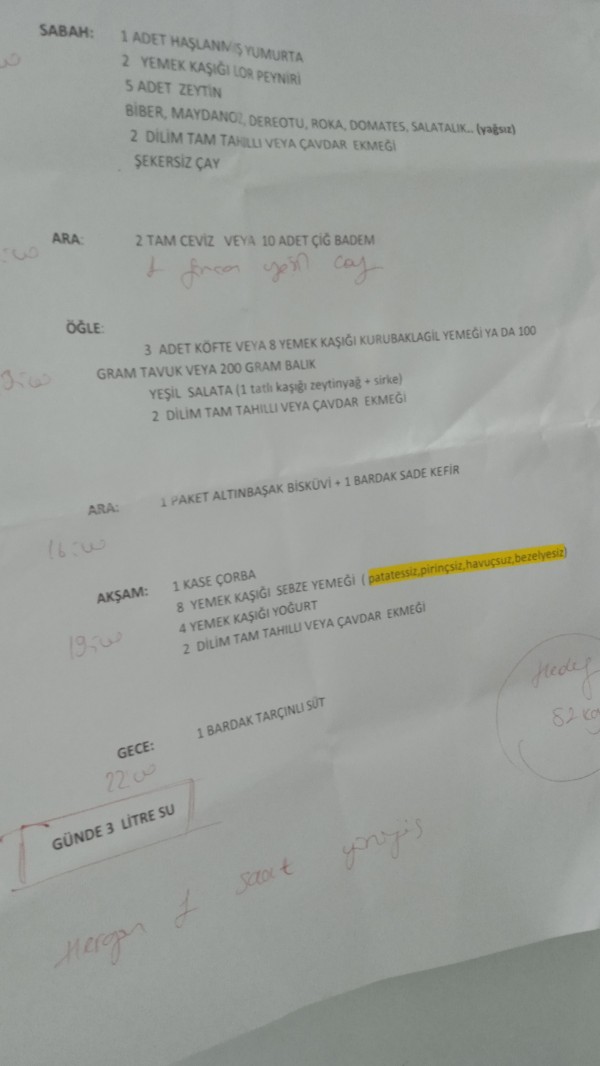 SABAH: 1 ADET HAŞLANMIŞ YUMURTA
2 YEMEK KAŞIĞI LOR PEYNİRİ
5 ADET ZEYTİN
BİBER, MAYDANOZ, DEREOTU, ROKA, DOMATES, SALATALIK... (yağsız)
2 DİLİM TAM TAHILLI VEYA ÇAVDAR EKMEĞİ
ŞEKERSİZ ÇAY
ARA: 2 TAM CEVİZ VEYA 10 ADET ÇİĞ BADEM
1 fincan yeşil çay
ÖĞLE:
3 ADET KÖFTE VEYA 8 YEMEK KAŞIĞI KURUBAKLAGİL YEMEĞİ YA DA 100
GRAM TAVUK VEYA 200 GRAM BALIK
YEŞİL SALATA (1 tatlı kaşığı zeytinyağ + sirke)
2 DİLİM TAM TAHILLI VEYA ÇAVDAR EKMEĞİ
ARA: 1 PAKET ALTINBAŞAK BİSKÜVİ + 1 BARDAK SADE KEFİR
16:00
AKŞAM: 1 KASE ÇORBA
8 YEMEK KAŞIĞI SEBZE YEMEĞİ (patatessiz,pirinçsiz,havuçsuz,bezelyesiz)
4 YEMEK KAŞIĞI YOĞURT
19:00
2 DİLİM TAM TAHILLI VEYA ÇAVDAR EKMEĞİ
Hedef
82 kg
GECE: 1 BARDAK TARÇINLI SÜT
22:00
GÜNDE 3 LİTRE SU
Hergün 1 saat yürüyüş